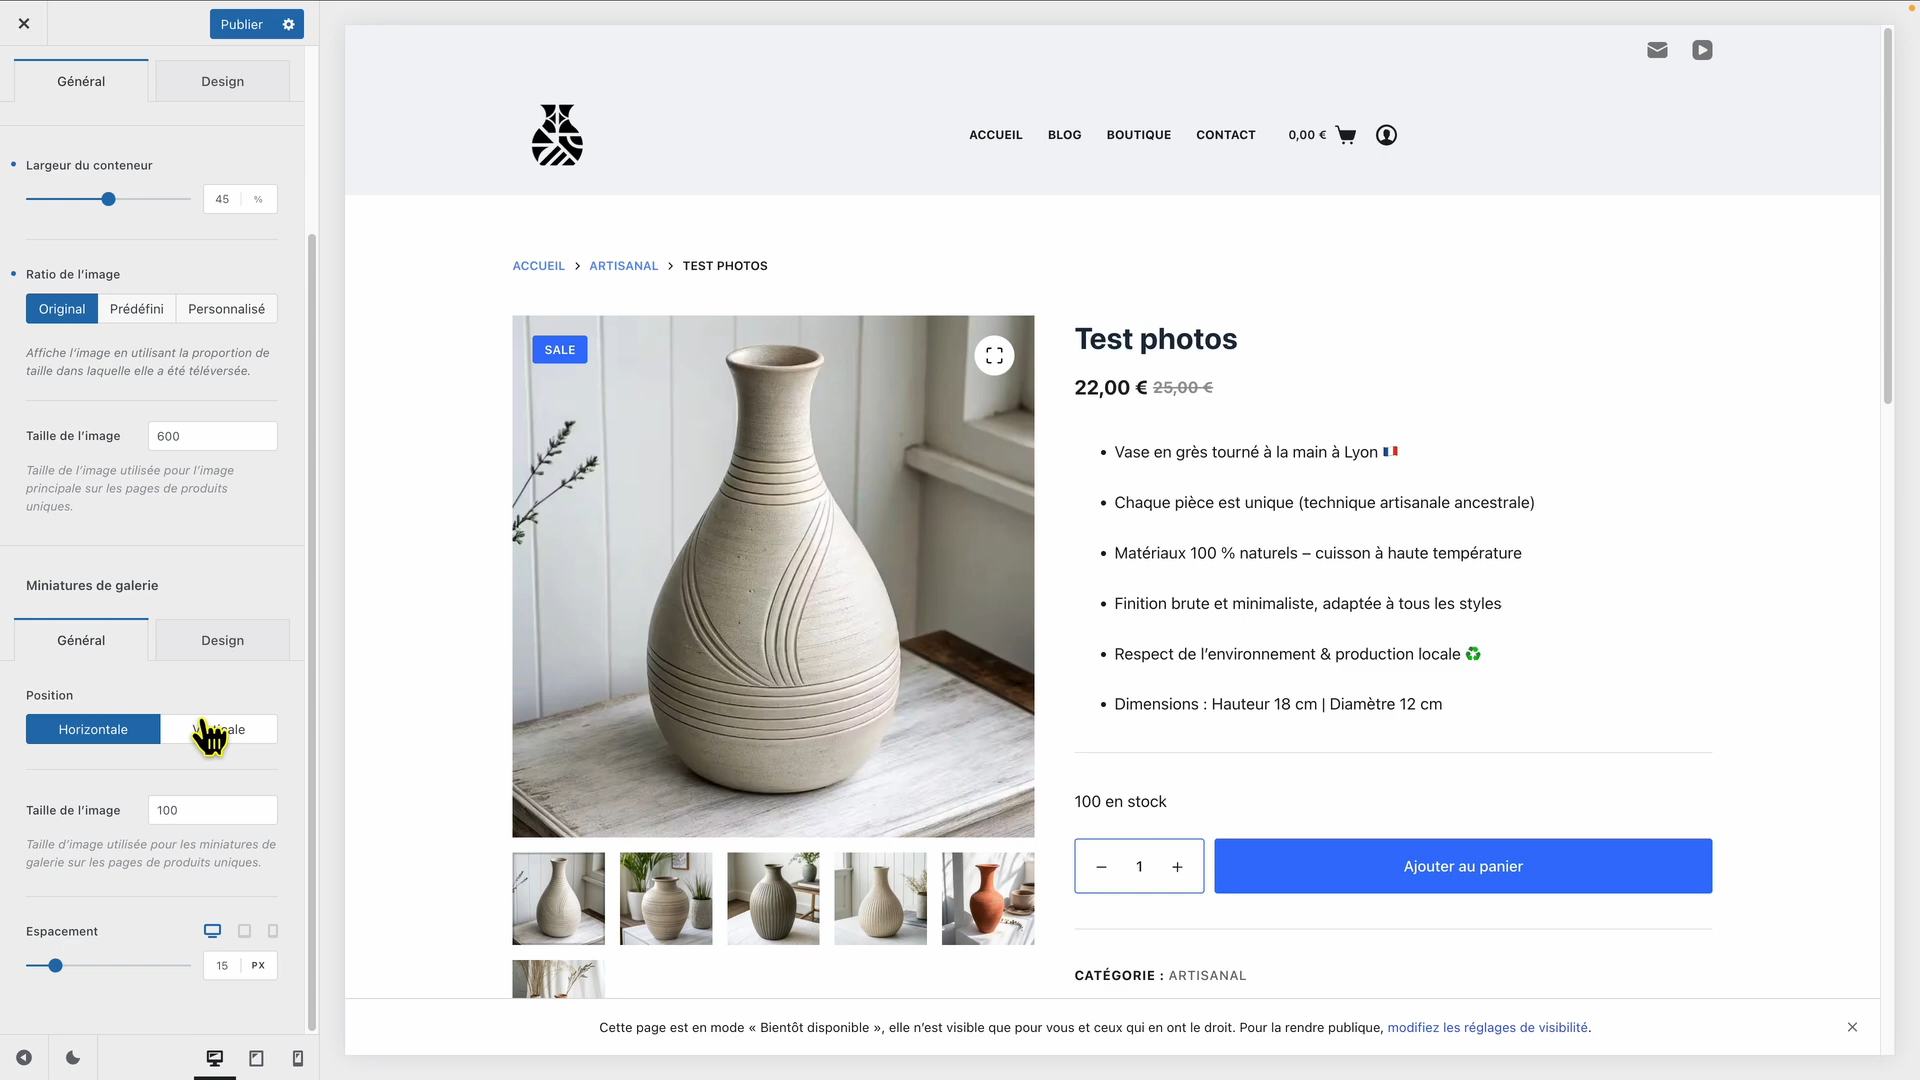 Publier
Général
Design
Largeur du conteneur
45 %
Ratio de l'image
Original
Prédéfini
Personnalisé
Affiche l'image en utilisant la proportion de
taille dans laquelle elle a été téléversée.
Taille de l'image
600
Taille de l'image utilisée pour l'image
principale sur les pages de produits
uniques.
Miniatures de galerie
Général
Design
Position
Horizontale
Taille de l'image
100
Taille d'image utilisée pour les miniatures de
galerie sur les pages de produits uniques.
Espacement
15 PX
ACCUEIL
BLOG
BOUTIQUE
CONTACT
0,00 €
ACCUEIL > ARTISANAL > TEST PHOTOS
SALE
Test photos
22,00 € 25,00 €
• Vase en grès tourné à la main à Lyon 🇫🇷
• Chaque pièce est unique (technique artisanale ancestrale)
• Matériaux 100 % naturels – cuisson à haute température
• Finition brute et minimaliste, adaptée à tous les styles
• Respect de l'environnement & production locale ♻️
• Dimensions : Hauteur 18 cm | Diamètre 12 cm
100 en stock
− 1 +
Ajouter au panier
CATÉGORIE : ARTISANAL
Cette page est en mode « Bientôt disponible », elle n'est visible que pour vous et ceux qui en ont le droit. Pour la rendre publique, modifiez les réglages de visibilité.